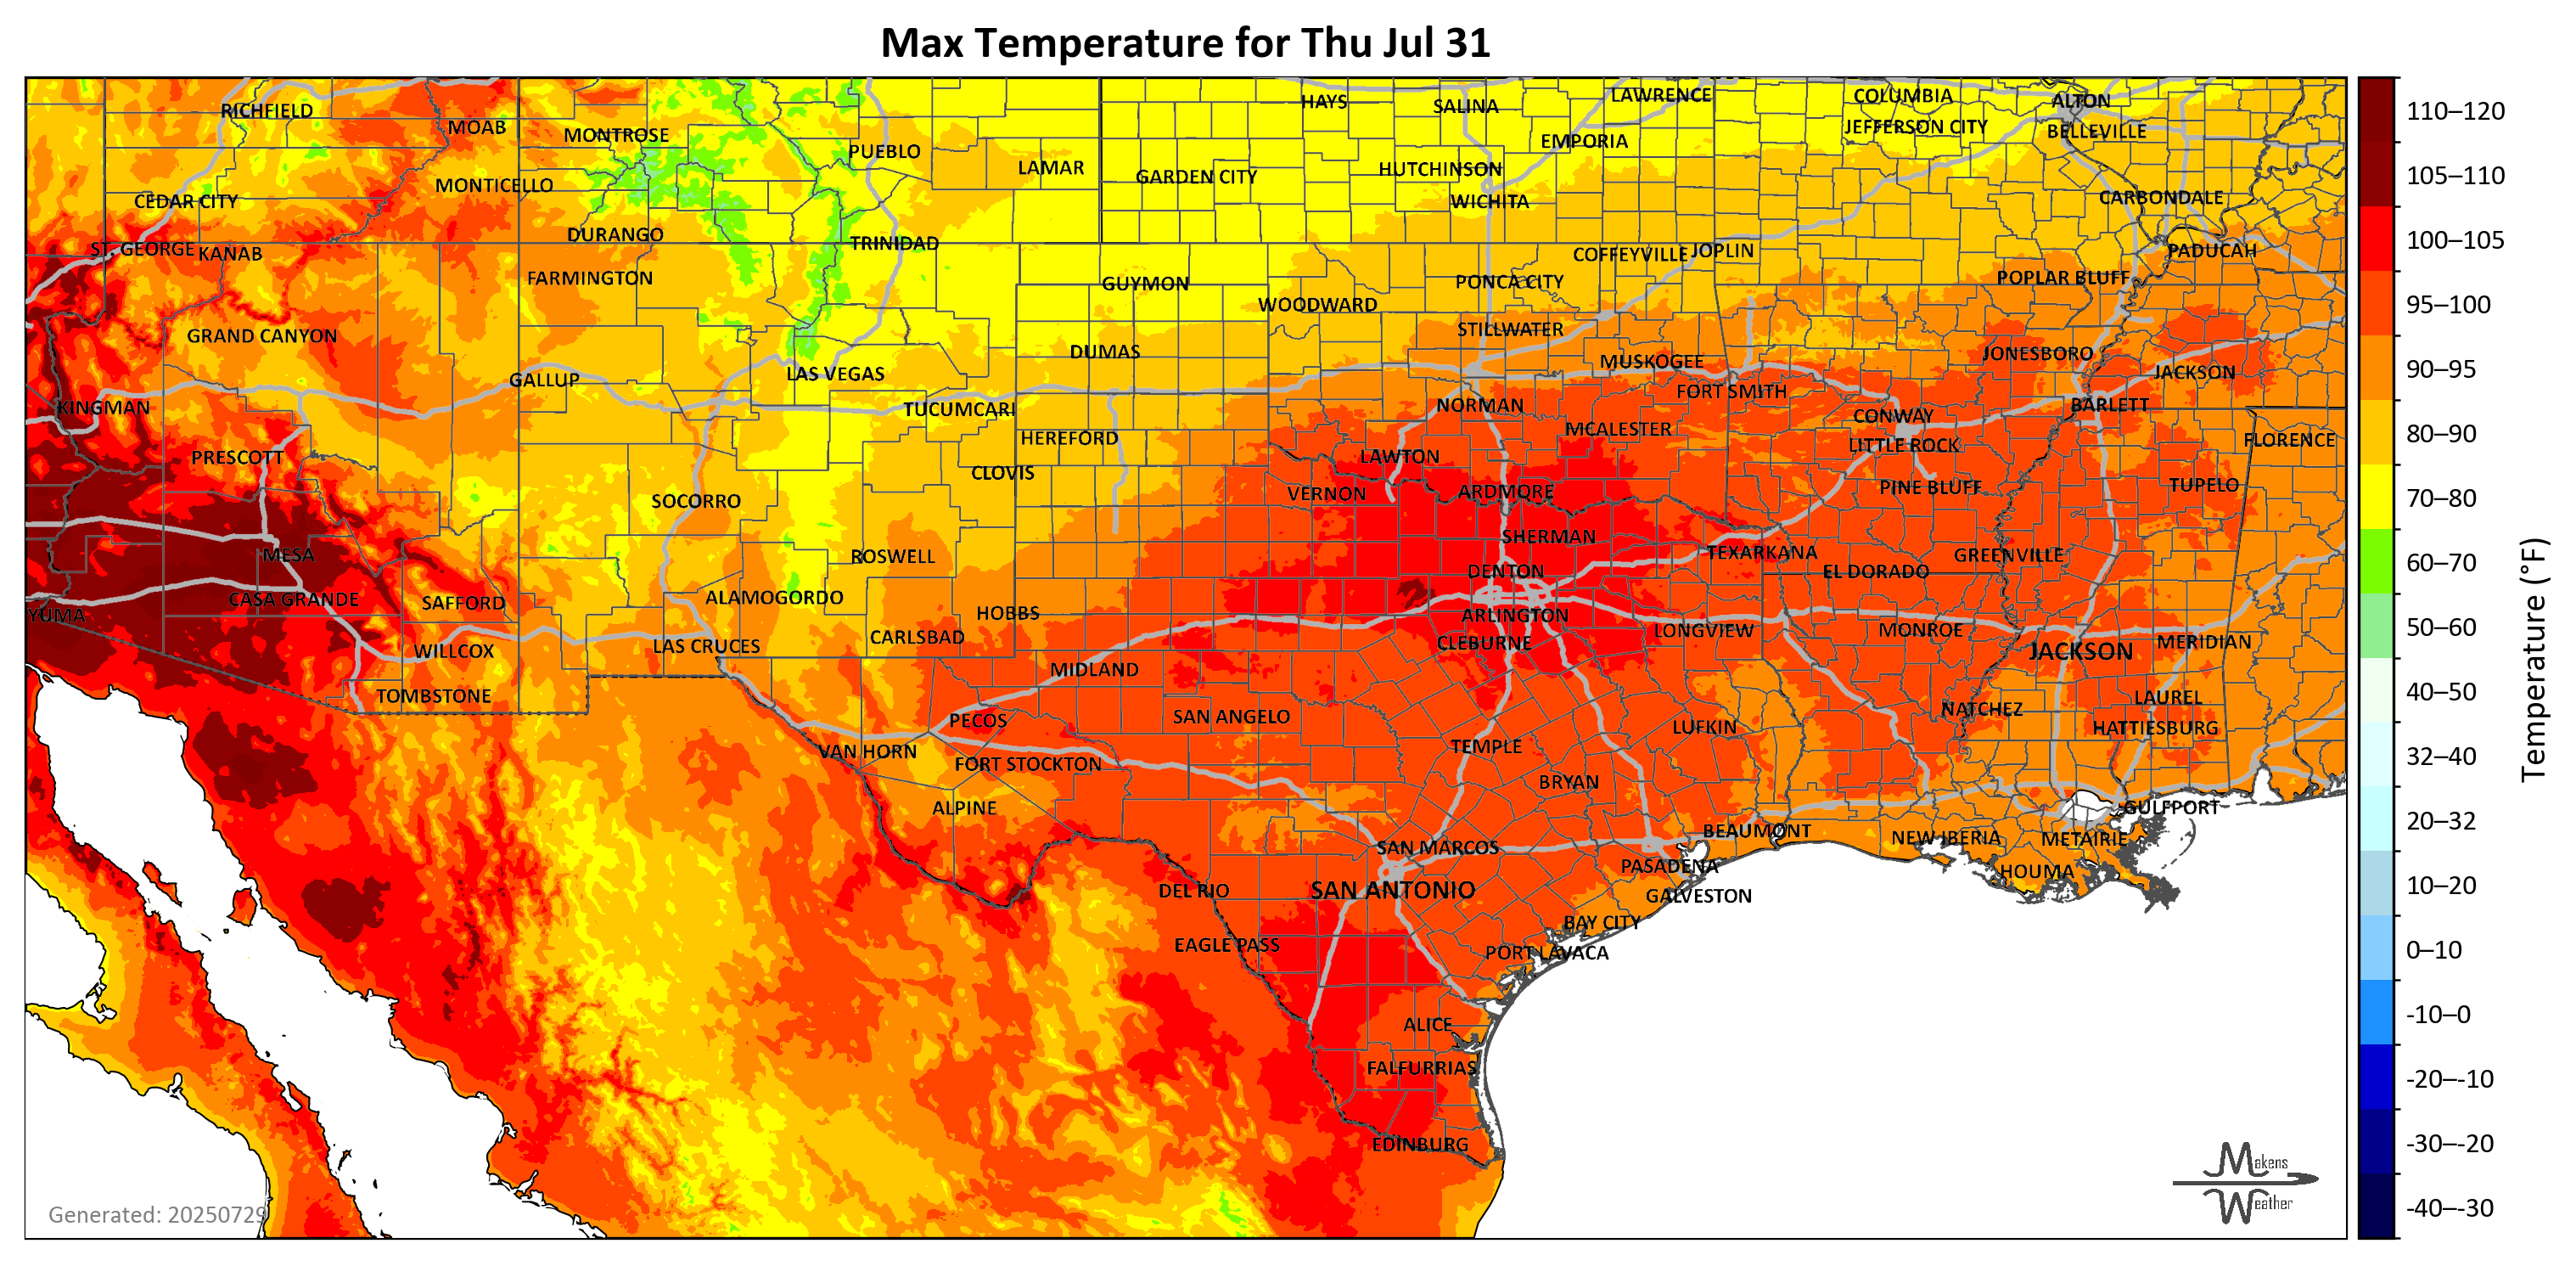 Max Temperature for Thu Jul 31
HAYS
SALINA
LAWRENCE
COLUMBIA
ALTON
RICHFIELD
MOAB
MONTROSE
PUEBLO
EMPORIA
JEFFERSON CITY
BELLEVILLE
LAMAR
GARDEN CITY
HUTCHINSON
MONTICELLO
CEDAR CITY
WICHITA
CARBONDALE
DURANGO
TRINIDAD
ST. GEORGE
KANAB
COFFEYVILLE
JOPLIN
PADUCAH
FARMINGTON
GUYMON
PONCA CITY
POPLAR BLUFF
WOODWARD
GRAND CANYON
STILLWATER
DUMAS
MUSKOGEE
JONESBORO
GALLUP
LAS VEGAS
FORT SMITH
JACKSON
KINGMAN
TUCUMCARI
NORMAN
CONWAY
BARLETT
HEREFORD
MCALESTER
LITTLE ROCK
FLORENCE
PRESCOTT
CLOVIS
LAWTON
SOCORRO
VERNON
ARDMORE
PINE BLUFF
TUPELO
SHERMAN
MESA
ROSWELL
TEXARKANA
GREENVILLE
DENTON
EL DORADO
CASA GRANDE
SAFFORD
ALAMOGORDO
YUMA
HOBBS
ARLINGTON
WILLCOX
LAS CRUCES
CARLSBAD
CLEBURNE
LONGVIEW
MONROE
JACKSON
MERIDIAN
TOMBSTONE
MIDLAND
LAUREL
PECOS
SAN ANGELO
LUFKIN
NATCHEZ
HATTIESBURG
VAN HORN
FORT STOCKTON
TEMPLE
ALPINE
BRYAN
GULFPORT
BEAUMONT
NEW IBERIA
METAIRIE
SAN MARCOS
PASADENA
HOUMA
DEL RIO
SAN ANTONIO
GALVESTON
EAGLE PASS
BAY CITY
PORT LAVACA
ALICE
FALFURRIAS
EDINBURG
Generated: 20250729
Makens
Weather
110–120
105–110
100–105
95–100
90–95
80–90
70–80
60–70
50–60
40–50
32–40
20–32
10–20
0–10
-10–0
-20–-10
-30–-20
-40–-30
Temperature (°F)